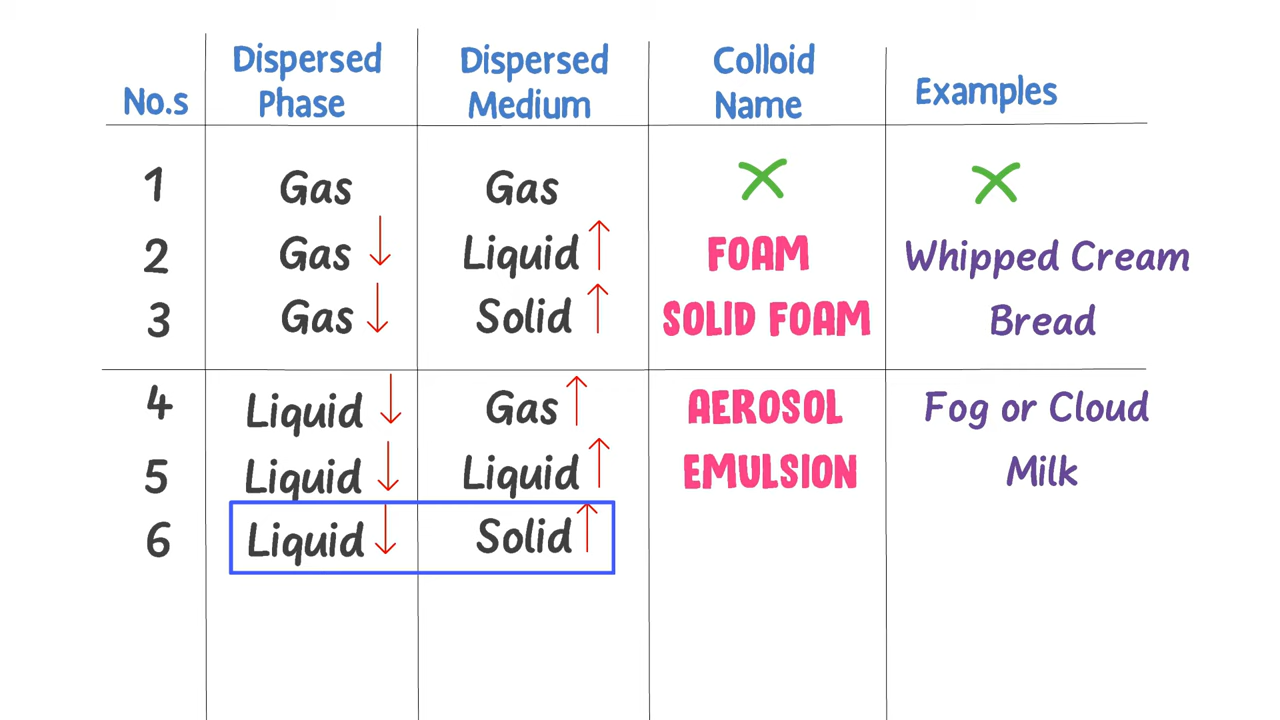 No.s Dispersed Phase Dispersed Medium Colloid Name Examples
1 Gas Gas
2 Gas Liquid FOAM Whipped Cream
3 Gas Solid SOLID FOAM Bread
4 Liquid Gas AEROSOL Fog or Cloud
5 Liquid Liquid EMULSION Milk
6 Liquid Solid